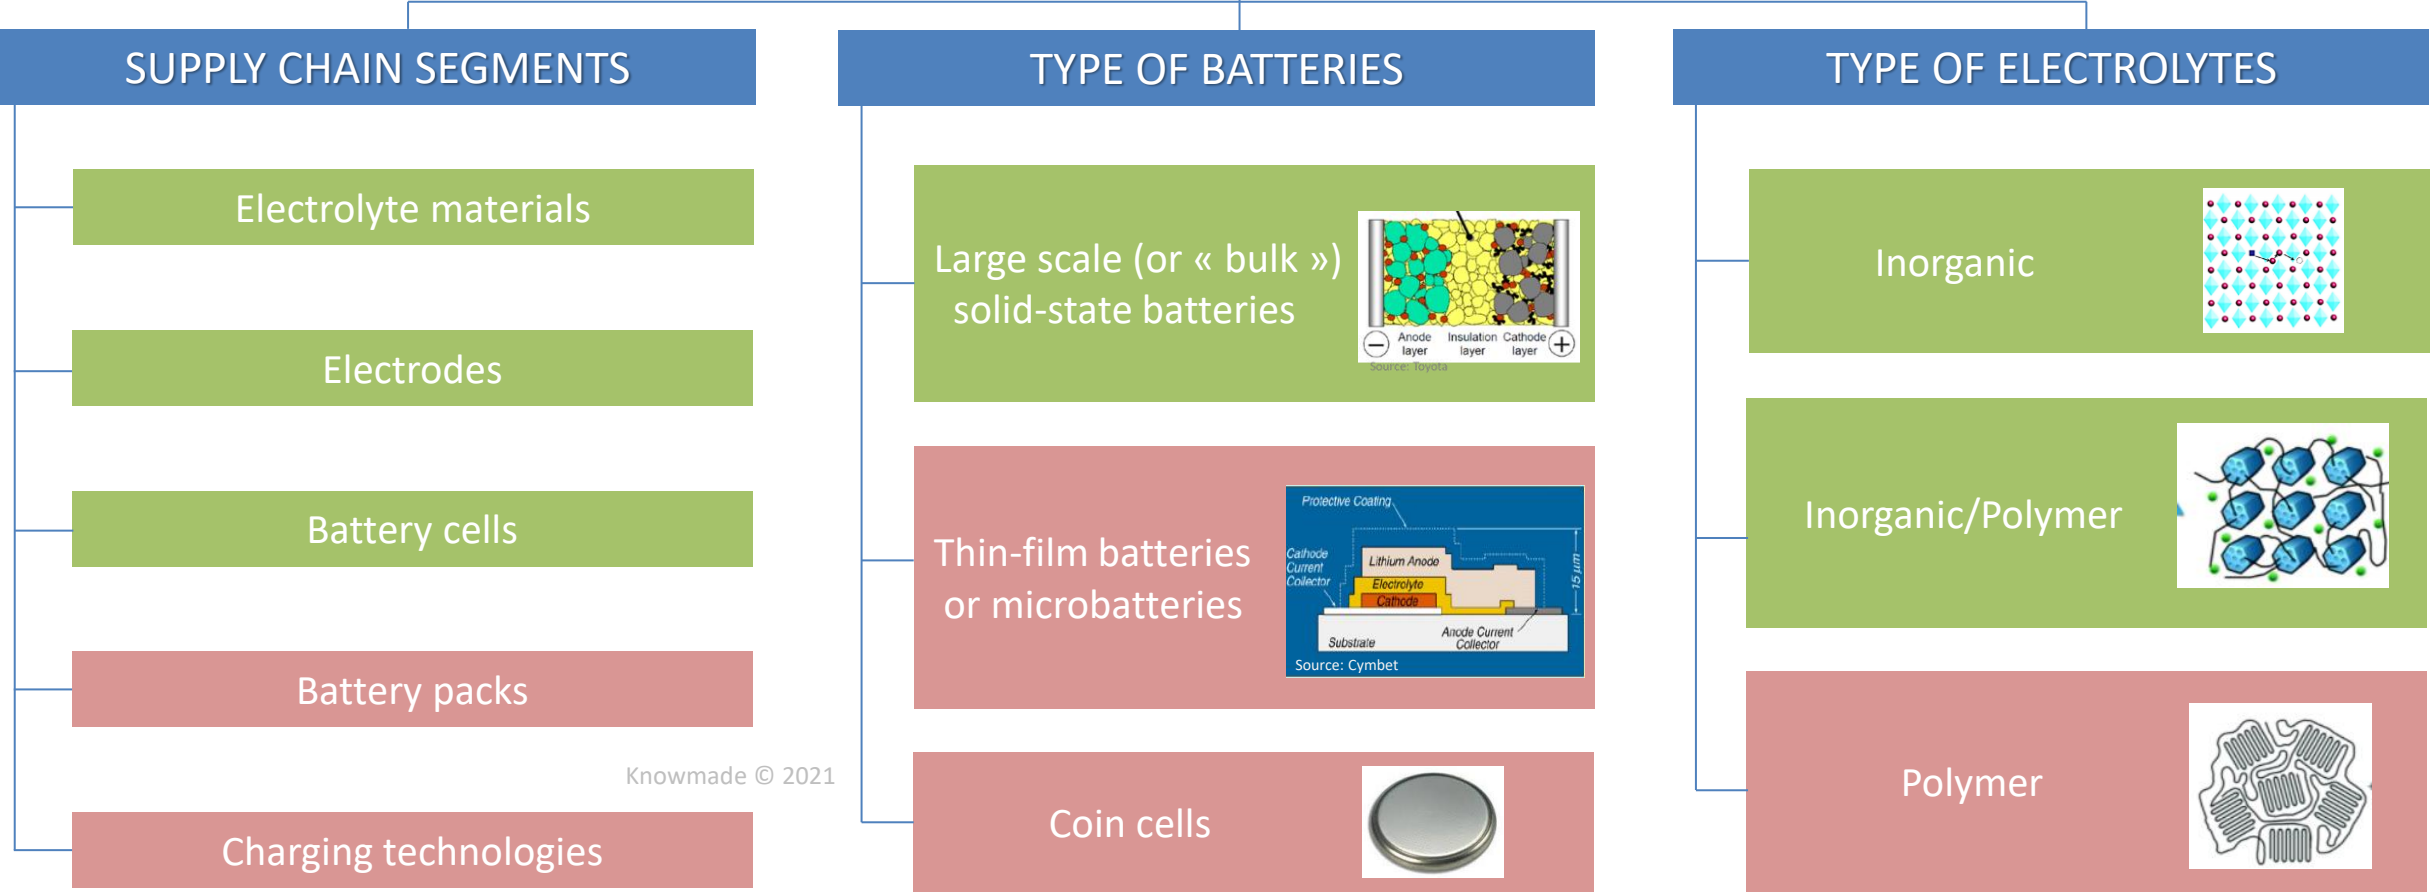 SUPPLY CHAIN SEGMENTS
Electrolyte materials
Electrodes
Battery cells
Battery packs
Charging technologies
Knowmade © 2021
TYPE OF BATTERIES
Large scale (or « bulk »)
solid-state batteries
Anode
layer
Insulation
layer
Cathode
layer
Source: Toyota
Thin-film batteries
or microbatteries
Protective Coating
Cathode
Current
Collector
Lithium Anode
Electrolyte
Cathode
15 µm
Substrate
Anode Current
Collector
Source: Cymbet
Coin cells
TYPE OF ELECTROLYTES
Inorganic
Inorganic/Polymer
Polymer